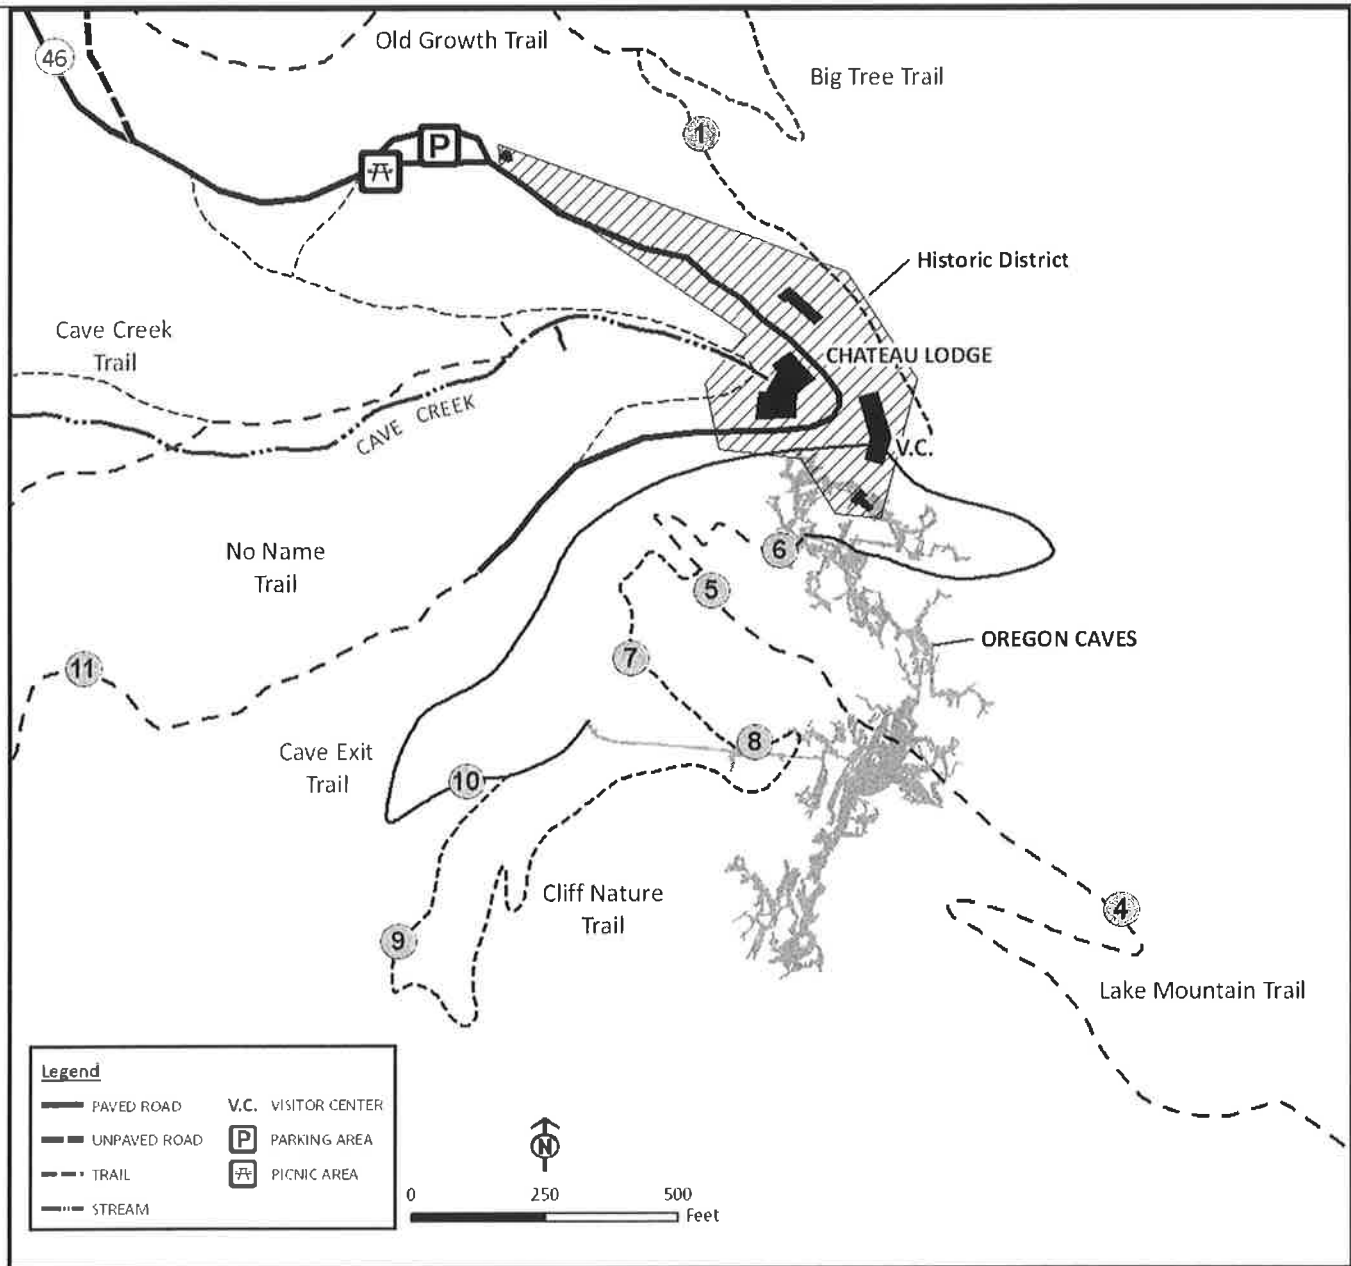 Old Growth Trail
46
Big Tree Trail
1
P
Historic District
Cave Creek
Trail
CHATEAU LODGE
CAVE CREEK
V.C.
No Name
Trail
6
5
OREGON CAVES
7
11
8
Cave Exit
Trail
10
Cliff Nature
Trail
4
9
Lake Mountain Trail
Legend
PAVED ROAD
V.C. VISITOR CENTER
UNPAVED ROAD
P PARKING AREA
TRAIL
PICNIC AREA
STREAM
N
0 250 500
Feet